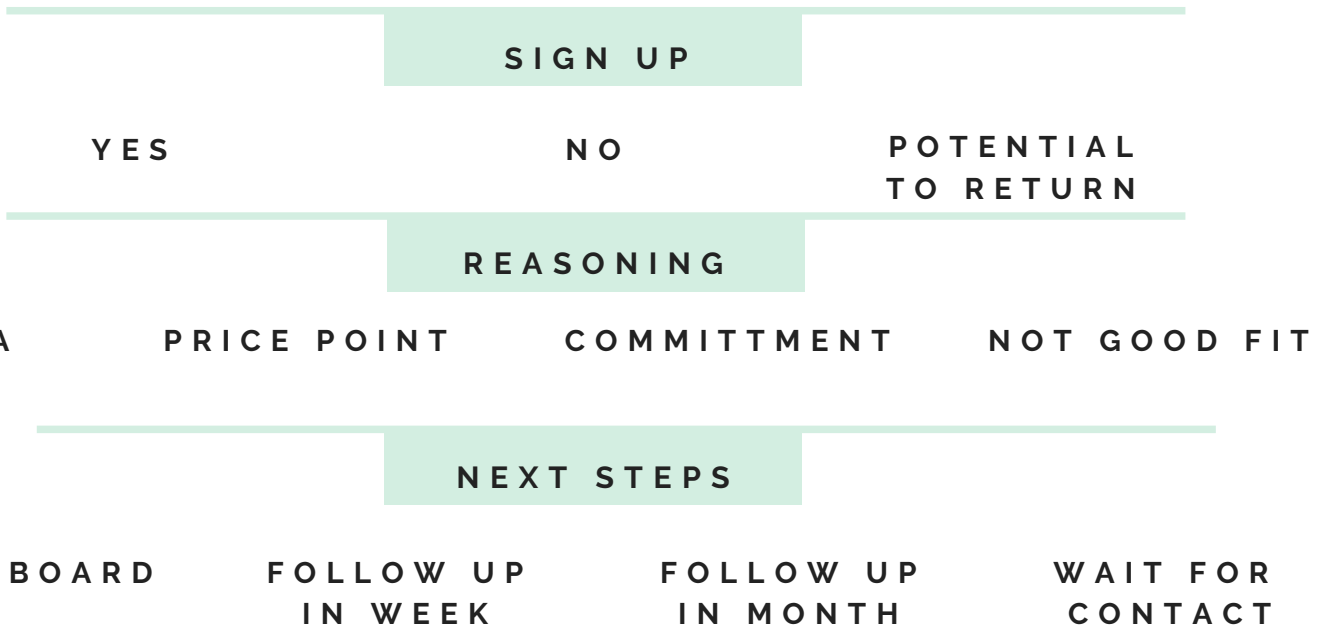 SIGN UP
YES NO POTENTIAL
TO RETURN
REASONING
A PRICE POINT COMMITTMENT NOT GOOD FIT
NEXT STEPS
BOARD FOLLOW UP FOLLOW UP WAIT FOR
IN WEEK IN MONTH CONTACT